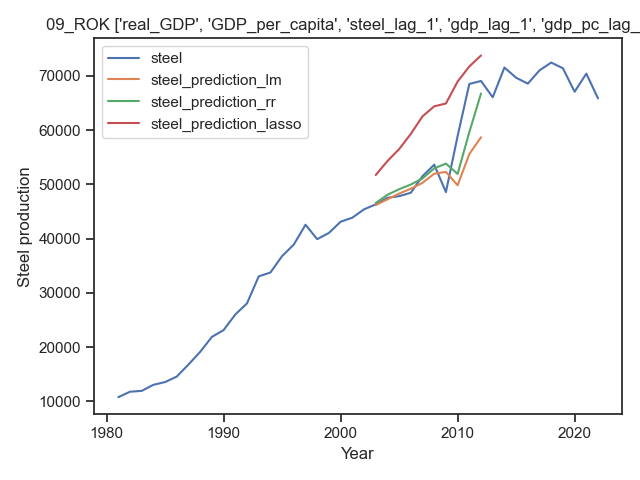 09_ROK ['real_GDP', 'GDP_per_capita', 'steel_lag_1', 'gdp_lag_1', 'gdp_pc_lag_
steel
steel_prediction_lm
steel_prediction_rr
steel_prediction_lasso
Steel production
70000
60000
50000
40000
30000
20000
10000
1980 1990 2000 2010 2020
Year